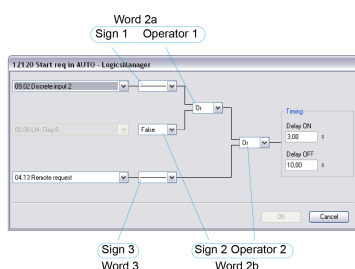 Word 2a
Sign 1 Operator 1
12120 Start req in AUTO - LogicsManager
09.02 Discrete input 2
Or
Timing
Delay ON
00:08 LM: Flag 0
False
3,00 s
Or
Delay OFF
10,00 s
04.13 Remote request
OK Cancel
Sign 3 Sign 2 Operator 2
Word 3 Word 2b